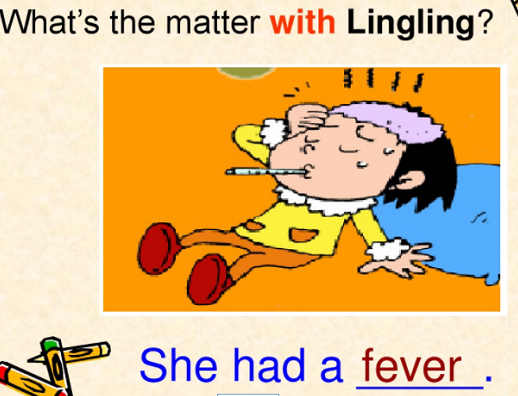 What's the matter with Lingling?
She had a fever.